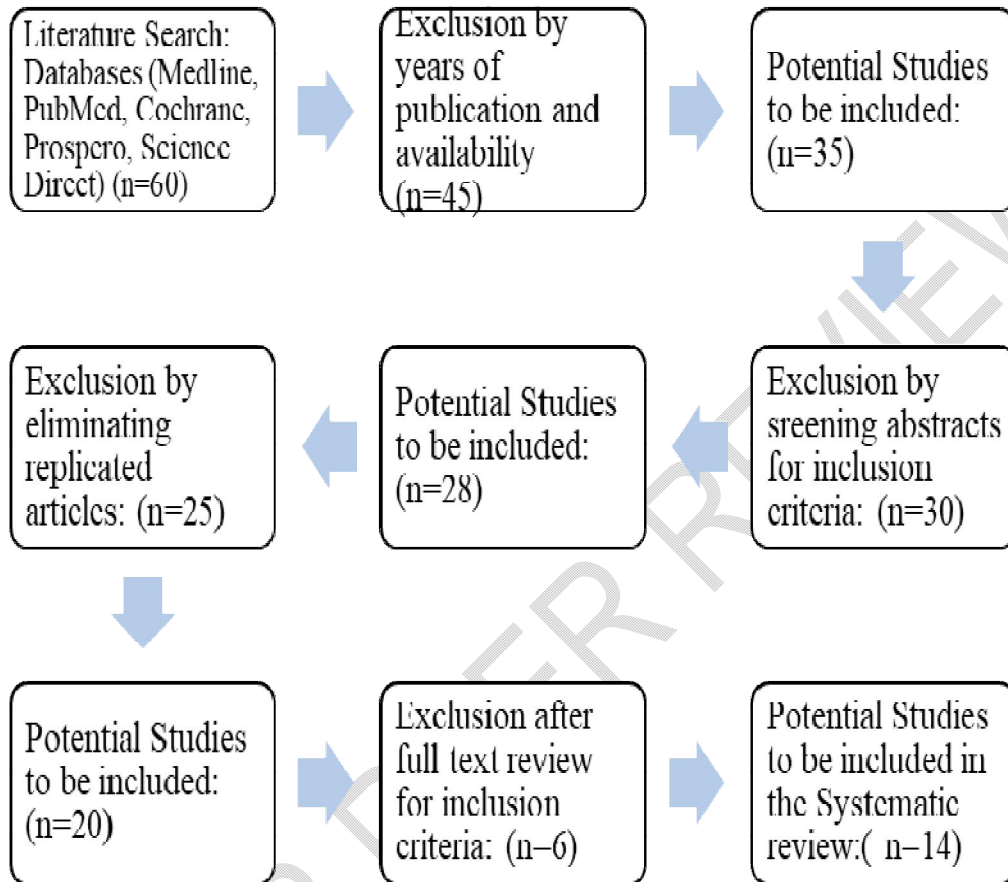 Literature Search:
Databases (Medline,
PubMed, Cochrane,
Prospero, Science
Direct) (n=60)
Exclusion by
years of
publication and
availability
(n=45)
Potential Studies
to be included:
(n=35)
Exclusion by
sreening abstracts
for inclusion
criteria: (n=30)
Potential Studies
to be included:
(n=28)
Exclusion by
eliminating
replicated
articles: (n=25)
Potential Studies
to be included:
(n=20)
Exclusion after
full text review
for inclusion
criteria: (n=6)
Potential Studies
to be included in
the Systematic
review:( n=14)